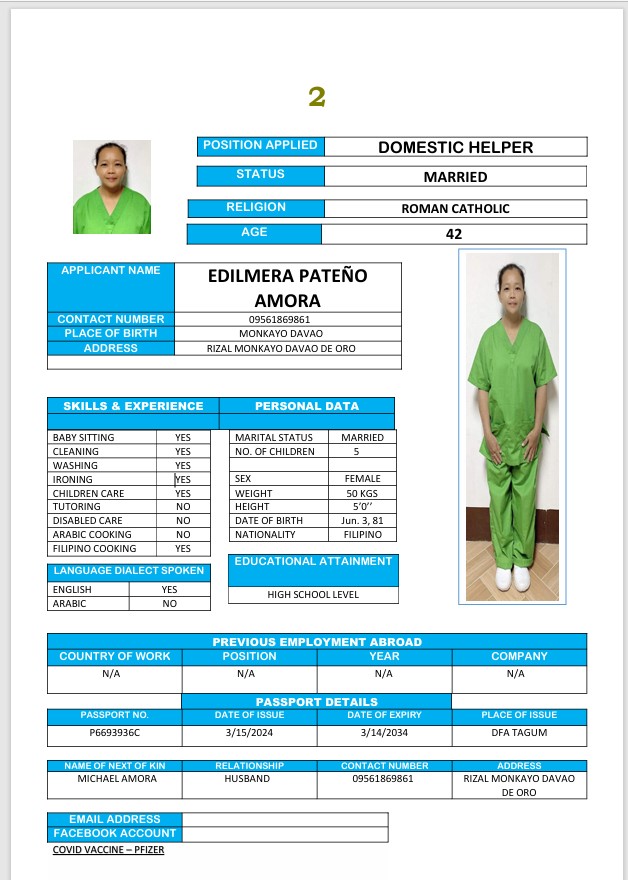 2
POSITION APPLIED DOMESTIC HELPER
STATUS MARRIED
RELIGION ROMAN CATHOLIC
AGE 42
APPLICANT NAME EDILMERA PATEÑO
AMORA
CONTACT NUMBER 09561869861
PLACE OF BIRTH MONKAYO DAVAO
ADDRESS RIZAL MONKAYO DAVAO DE ORO
SKILLS & EXPERIENCE PERSONAL DATA
BABY SITTING YES
CLEANING YES
WASHING YES
IRONING YES
CHILDREN CARE YES
TUTORING NO
DISABLED CARE NO
ARABIC COOKING NO
FILIPINO COOKING YES
MARITAL STATUS MARRIED
NO. OF CHILDREN 5
SEX FEMALE
WEIGHT 50 KGS
HEIGHT 5’0’’
DATE OF BIRTH Jun. 3, 81
NATIONALITY FILIPINO
LANGUAGE DIALECT SPOKEN
ENGLISH YES
ARABIC NO
EDUCATIONAL ATTAINMENT
HIGH SCHOOL LEVEL
PREVIOUS EMPLOYMENT ABROAD
COUNTRY OF WORK POSITION YEAR COMPANY
N/A N/A N/A N/A
PASSPORT DETAILS
PASSPORT NO. DATE OF ISSUE DATE OF EXPIRY PLACE OF ISSUE
P6693936C 3/15/2024 3/14/2034 DFA TAGUM
NAME OF NEXT OF KIN RELATIONSHIP CONTACT NUMBER ADDRESS
MICHAEL AMORA HUSBAND 09561869861 RIZAL MONKAYO DAVAO
DE ORO
EMAIL ADDRESS
FACEBOOK ACCOUNT
COVID VACCINE – PFIZER